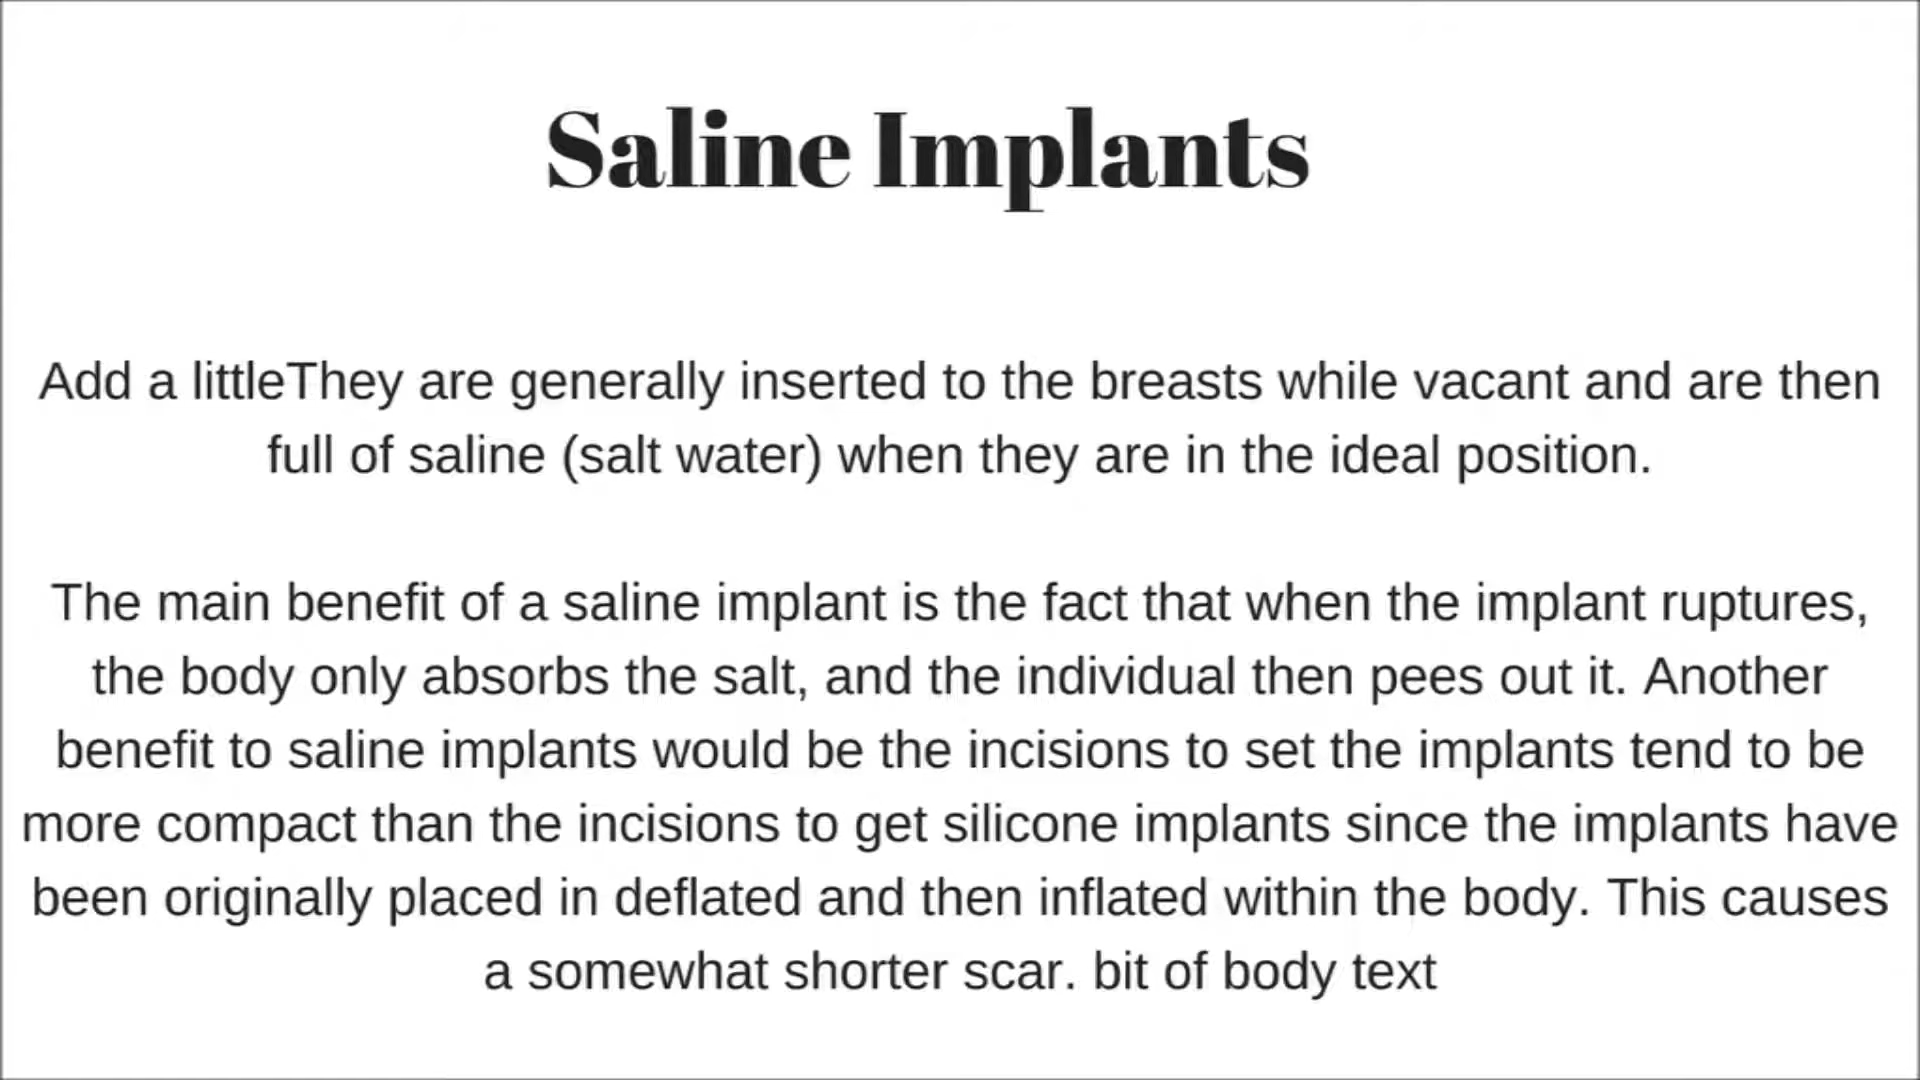 Saline Implants
Add a littleThey are generally inserted to the breasts while vacant and are then
full of saline (salt water) when they are in the ideal position.
The main benefit of a saline implant is the fact that when the implant ruptures,
the body only absorbs the salt, and the individual then pees out it. Another
benefit to saline implants would be the incisions to set the implants tend to be
more compact than the incisions to get silicone implants since the implants have
been originally placed in deflated and then inflated within the body. This causes
a somewhat shorter scar. bit of body text